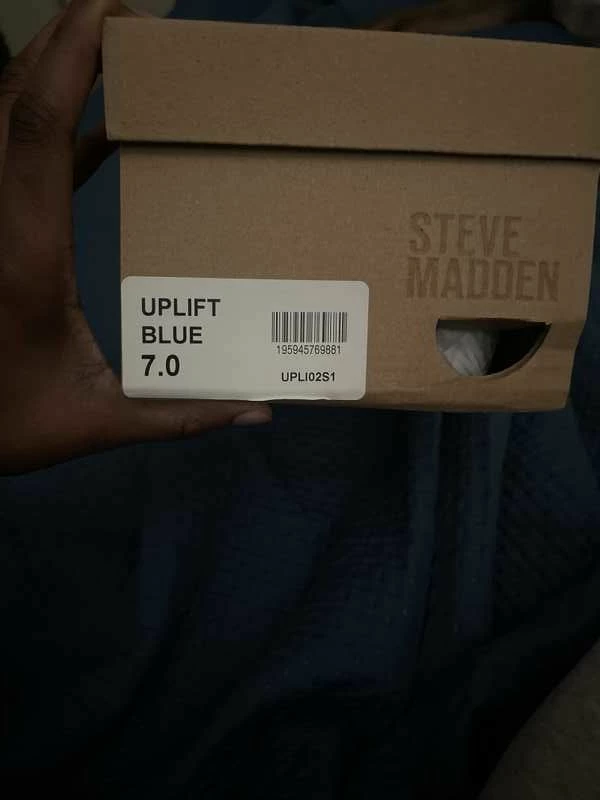 STEVE
MADDEN
UPLIFT
BLUE
7.0
195945769881
UPLI02S1